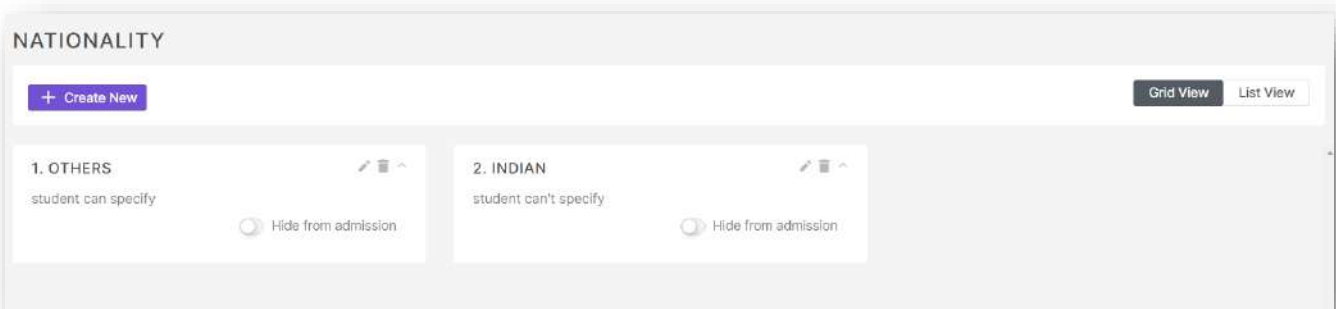 NATIONALITY
+ Create New
Grid View List View
1. OTHERS
student can specify
Hide from admission
2. INDIAN
student can't specify
Hide from admission